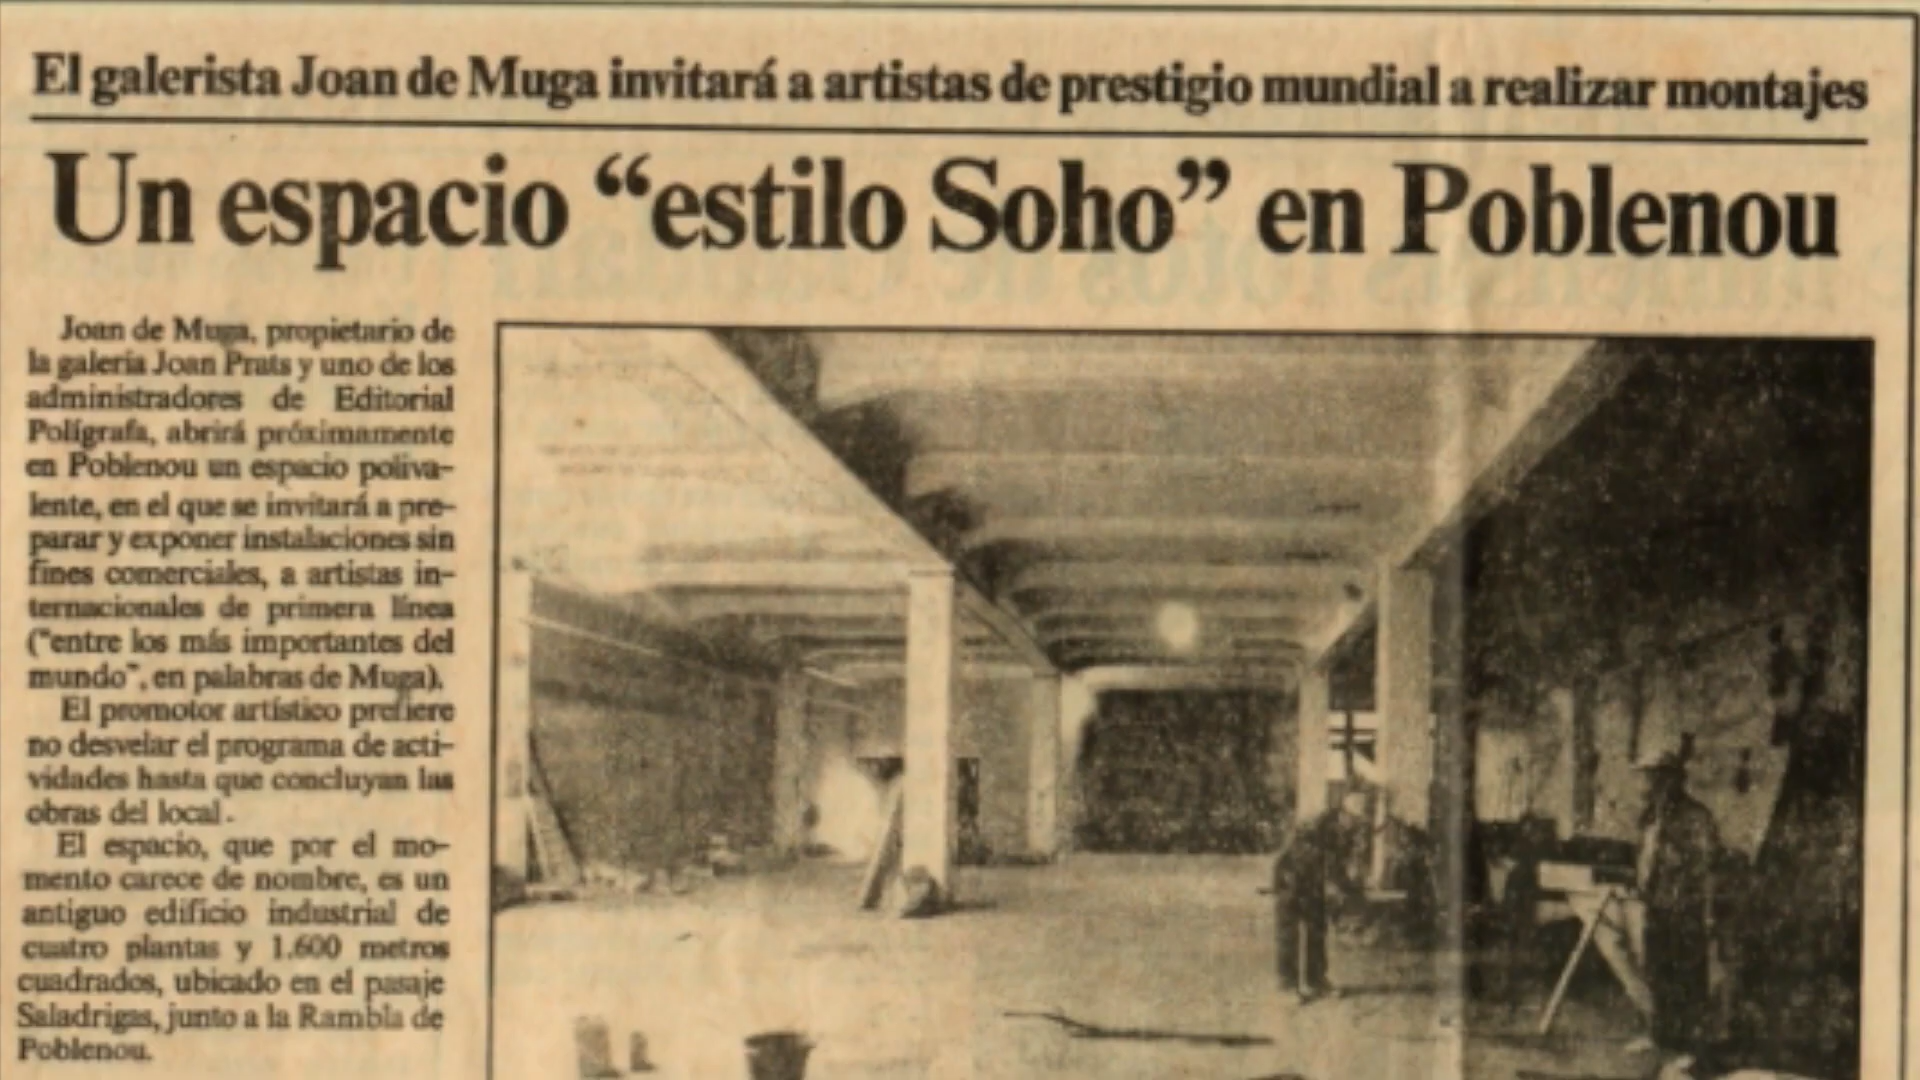 El galerista Joan de Muga invitará a artistas de prestigio mundial a realizar montajes
Un espacio “estilo Soho” en Poblenou
Joan de Muga, propietario de
la galería Joan Prats y uno de los
administradores de Editorial
Polígrafa, abrirá próximamente
en Poblenou un espacio poliva-
lente, en el que se invitará a pre-
parar y exponer instalaciones sin
fines comerciales, a artistas in-
ternacionales de primera línea
(“entre los más importantes del
mundo”, en palabras de Muga).
El promotor artístico prefiere
no desvelar el programa de acti-
vidades hasta que concluyan las
obras del local.
El espacio, que por el mo-
mento carece de nombre, es un
antiguo edificio industrial de
cuatro plantas y 1.600 metros
cuadrados, ubicado en el pasaje
Saladrigas, junto a la Rambla de
Poblenou.